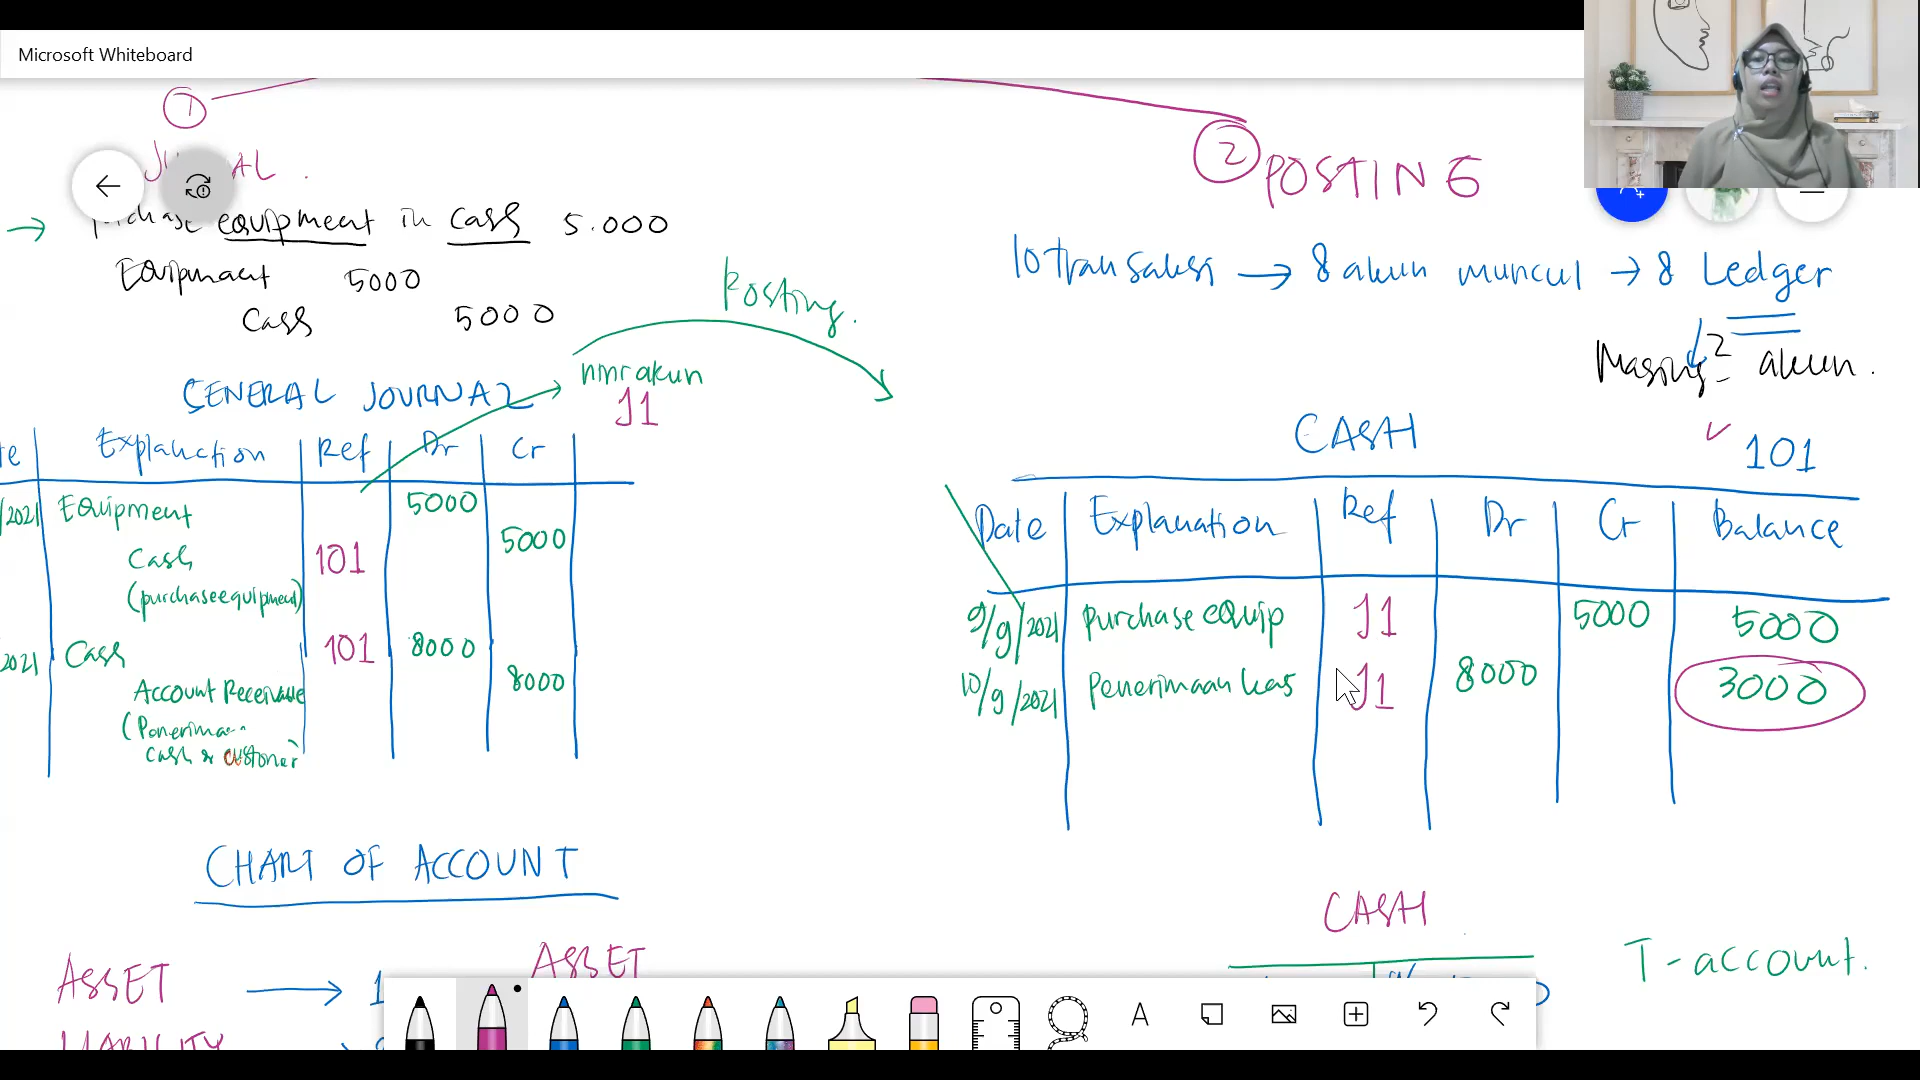 Microsoft Whiteboard
1
2 POSTING
→ equipment in cash 5.000
Equipment 5000
Cash 5000
Posting.
10 transaksi → 8 akun muncul → 8 Ledger
Masing2 akun.
nmr akun
J1
GENERAL JOURNAL
Explanation Ref Dr Cr
/2021 Equipment 5000
Cash 101 5000
(purchase equipment)
2021 Cash 101 8000
Account Receivable 8000
(Penerimaan
cash & customer
CASH 101
Date Explanation Ref Dr Cr Balance
9/9/2021 purchase equip J1 5000 5000
10/9/2021 Penerimaan kas J1 8000 3000
CHART OF ACCOUNT
ASSET → 1 ASSET
LIABILITY
CASH
T-account.
A